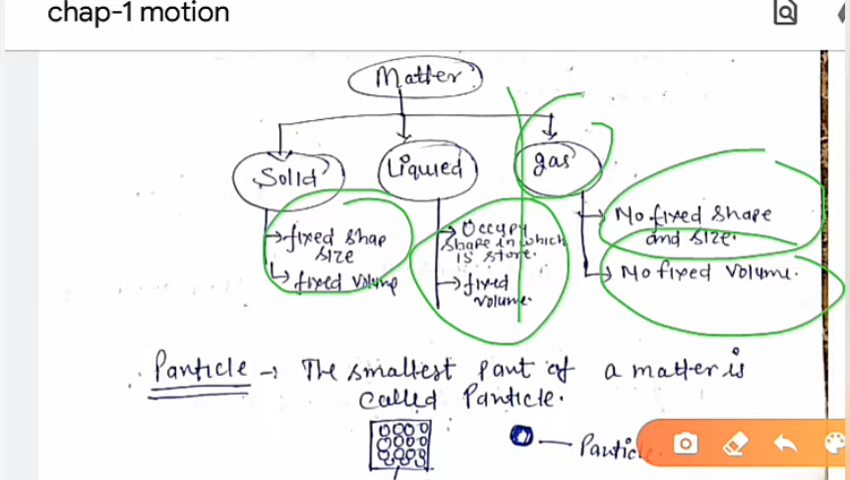 chap-1 motion
Matter
Solid
Liquied
gas
fixed shap
size
fixed volume
Occupy
shape in which
is store.
fixed
volume.
No fixed shape
and size.
No fixed volume.
Particle → The smallest part of a matter is
called Particle.
Partic